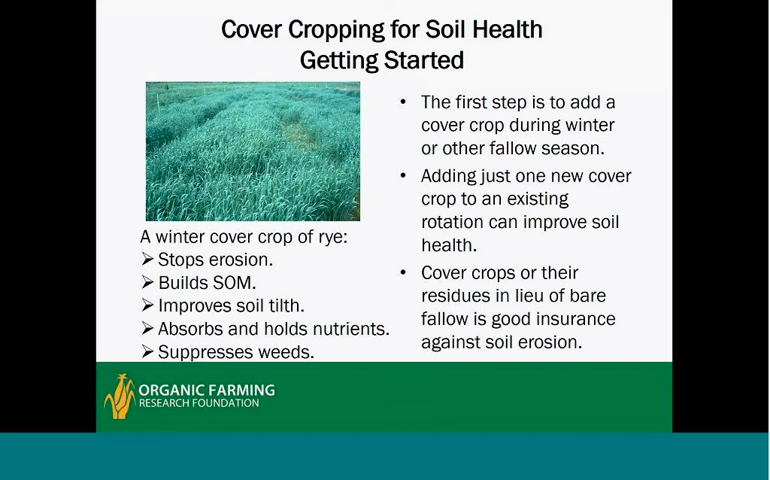 Cover Cropping for Soil Health
Getting Started
A winter cover crop of rye:
➢ Stops erosion.
➢ Builds SOM.
➢ Improves soil tilth.
➢ Absorbs and holds nutrients.
➢ Suppresses weeds.
• The first step is to add a
cover crop during winter
or other fallow season.
• Adding just one new cover
crop to an existing
rotation can improve soil
health.
• Cover crops or their
residues in lieu of bare
fallow is good insurance
against soil erosion.
ORGANIC FARMING
RESEARCH FOUNDATION